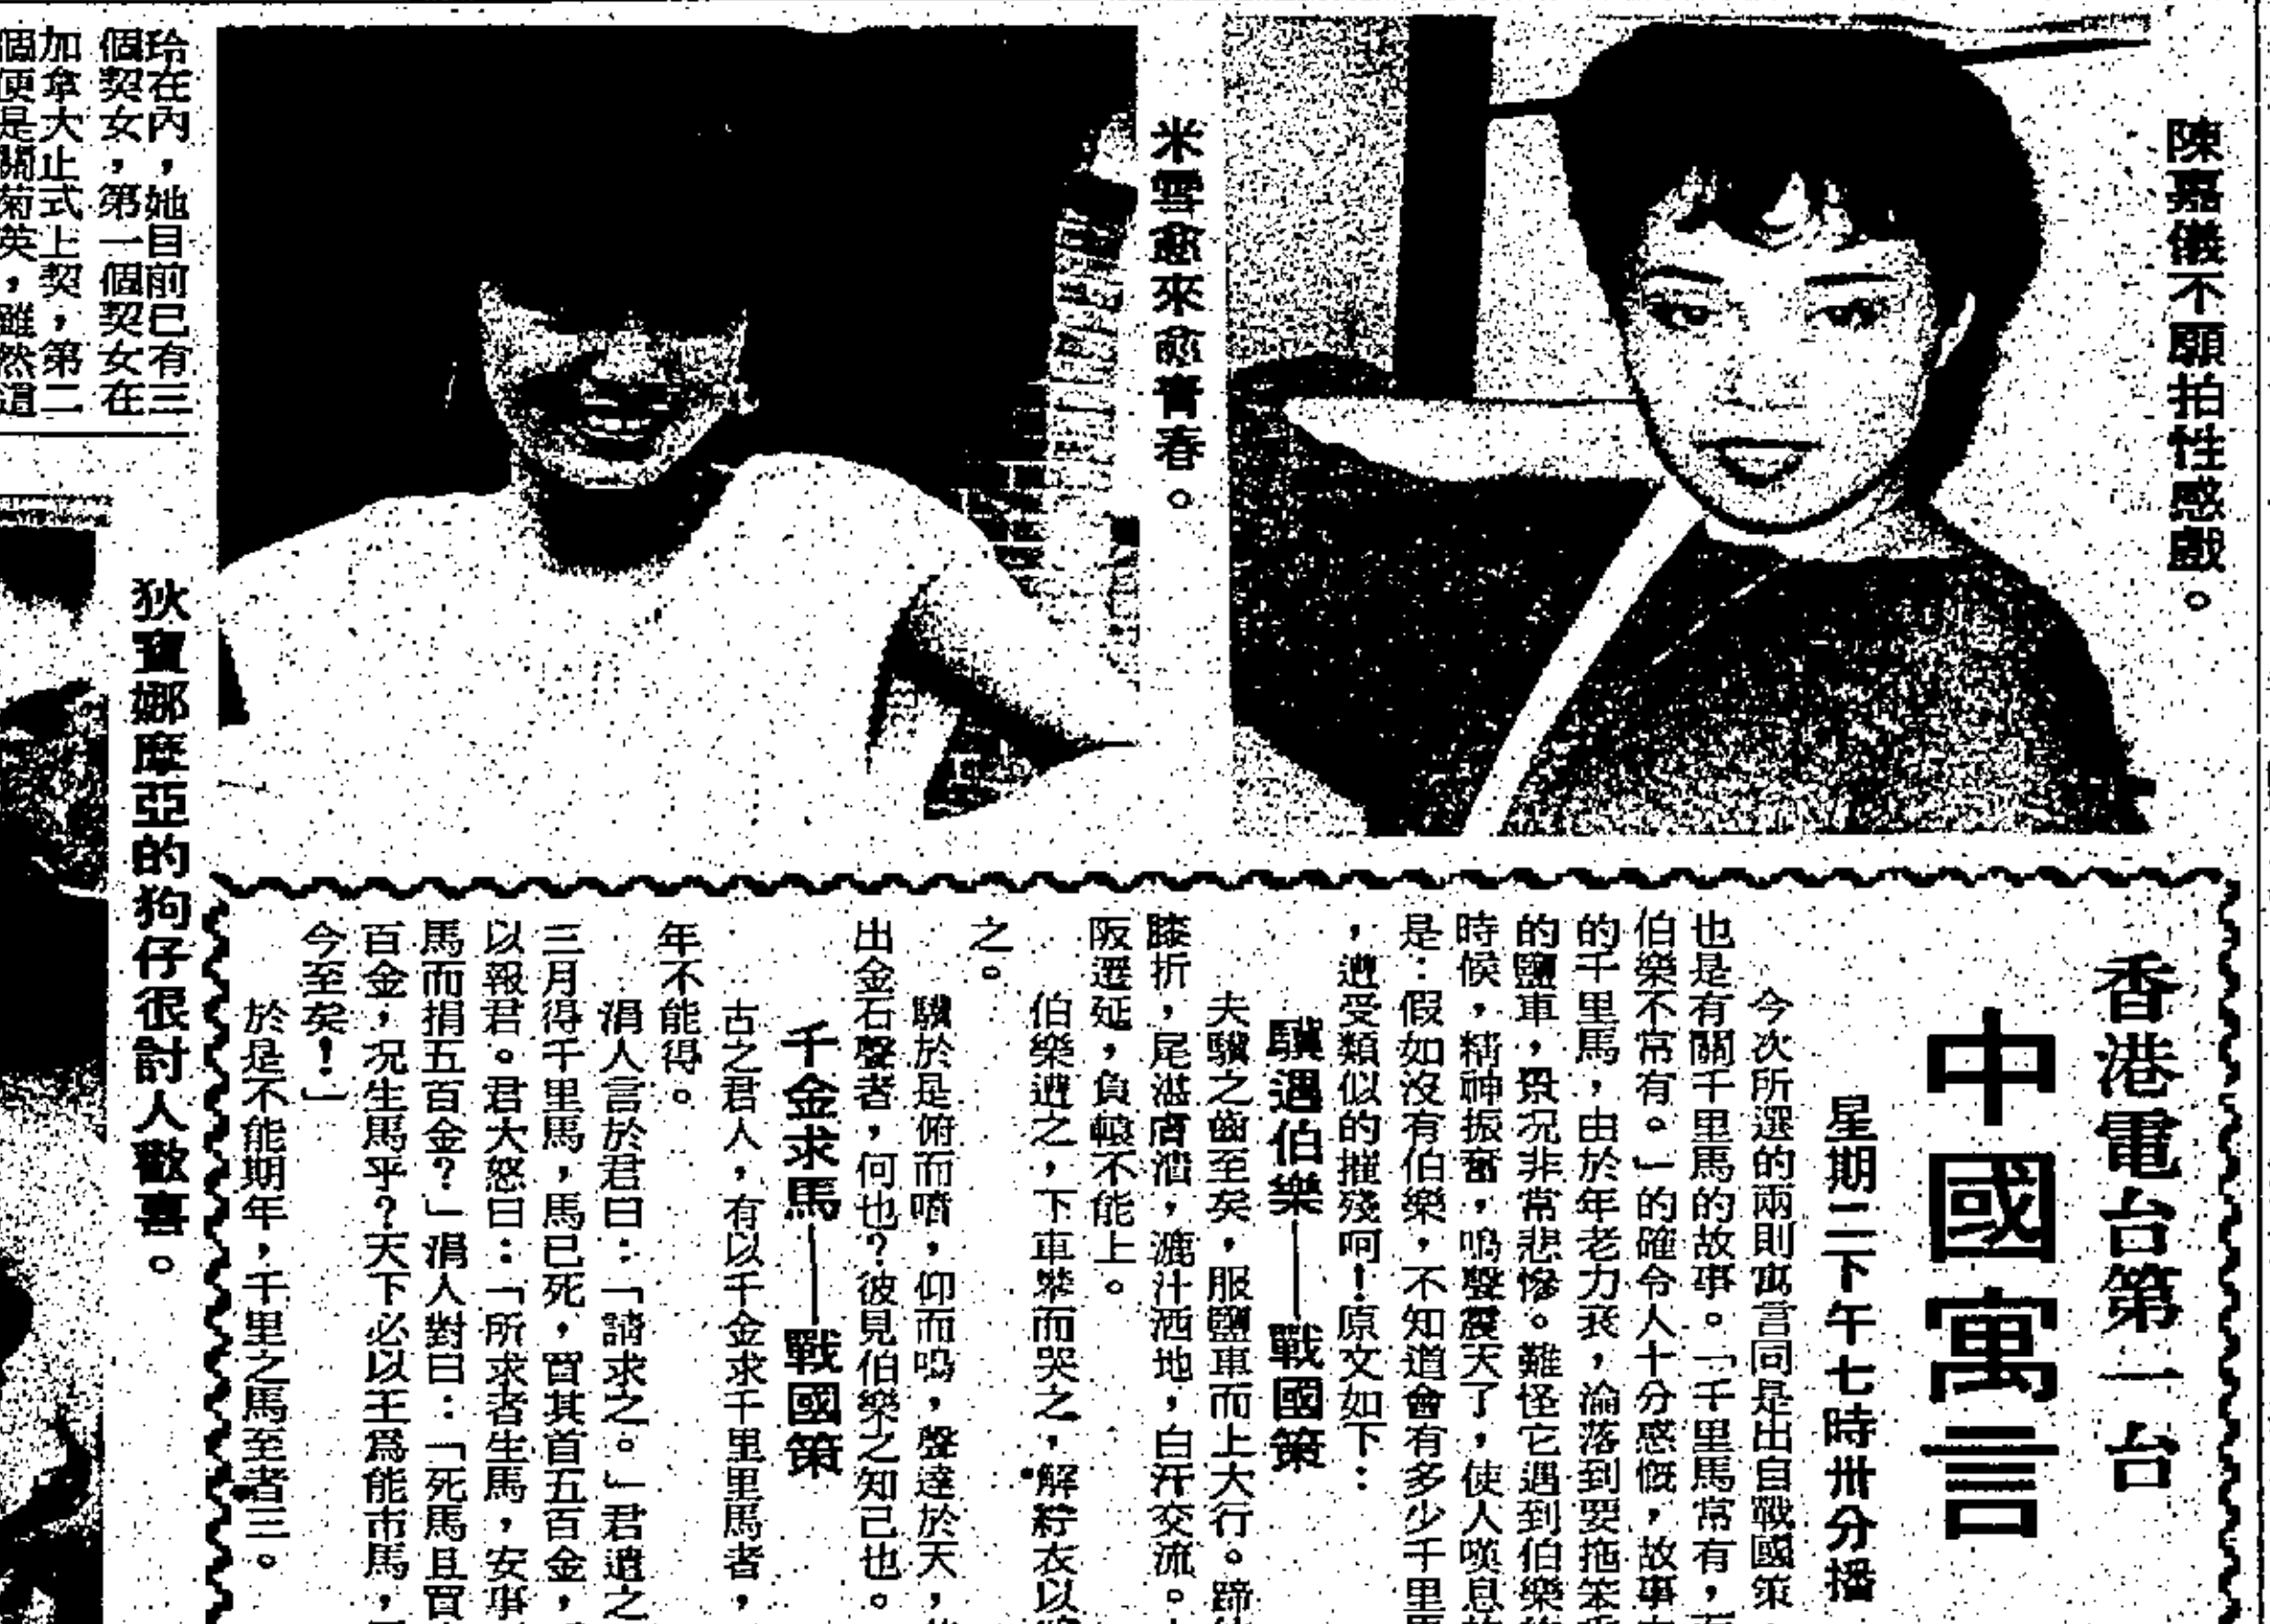 陳嘉儀不願拍性感戲。
米雪愈來愈青春。
玲在內，她目前已有三
個契女，第一個契女在
加拿大正式上契，第二
個便是關菊英，雖然這
狄寶娜摩亞的狗仔很討人歡喜。
香港電台第一台
中國寓言
星期二下午七時卅分播
今次所選的兩則寓言同是出自戰國策
也是有關千里馬的故事。「千里馬常有，而
伯樂不常有。」的確令人十分感慨，故事
的千里馬，由於年老力衰，淪落到要拖笨重
的鹽車，景况非常悲慘。難怪它遇到伯樂
時候，精神振奮，鳴聲震天了，使人嘆息
是：假如沒有伯樂，不知道會有多少千里
，遭受類似的摧殘呵！原文如下：
驥遇伯樂——戰國策
夫驥之齒至矣，服鹽車而上大行。蹄
膝折，尾湛胕潰，漉汁洒地，白汗交流。
阪遷延，負轅不能上。
伯樂遭之，下車攀而哭之，解紵衣以
之。
驥於是俯而噴，仰而鳴，聲達於天，
出金石聲者，何也？彼見伯樂之知己也。
千金求馬——戰國策
古之君人，有以千金求千里里馬者，
年不能得。
涓人言於君曰：「請求之。」君遣之
三月得千里馬，馬已死，買其首五百金，
以報君。君大怒曰：「所求者生馬，安事
馬而捐五百金？」涓人對曰：「死馬且買
百金，况生馬乎？天下必以王爲能市馬，
今至矣！」
於是不能期年，千里之馬至者三。